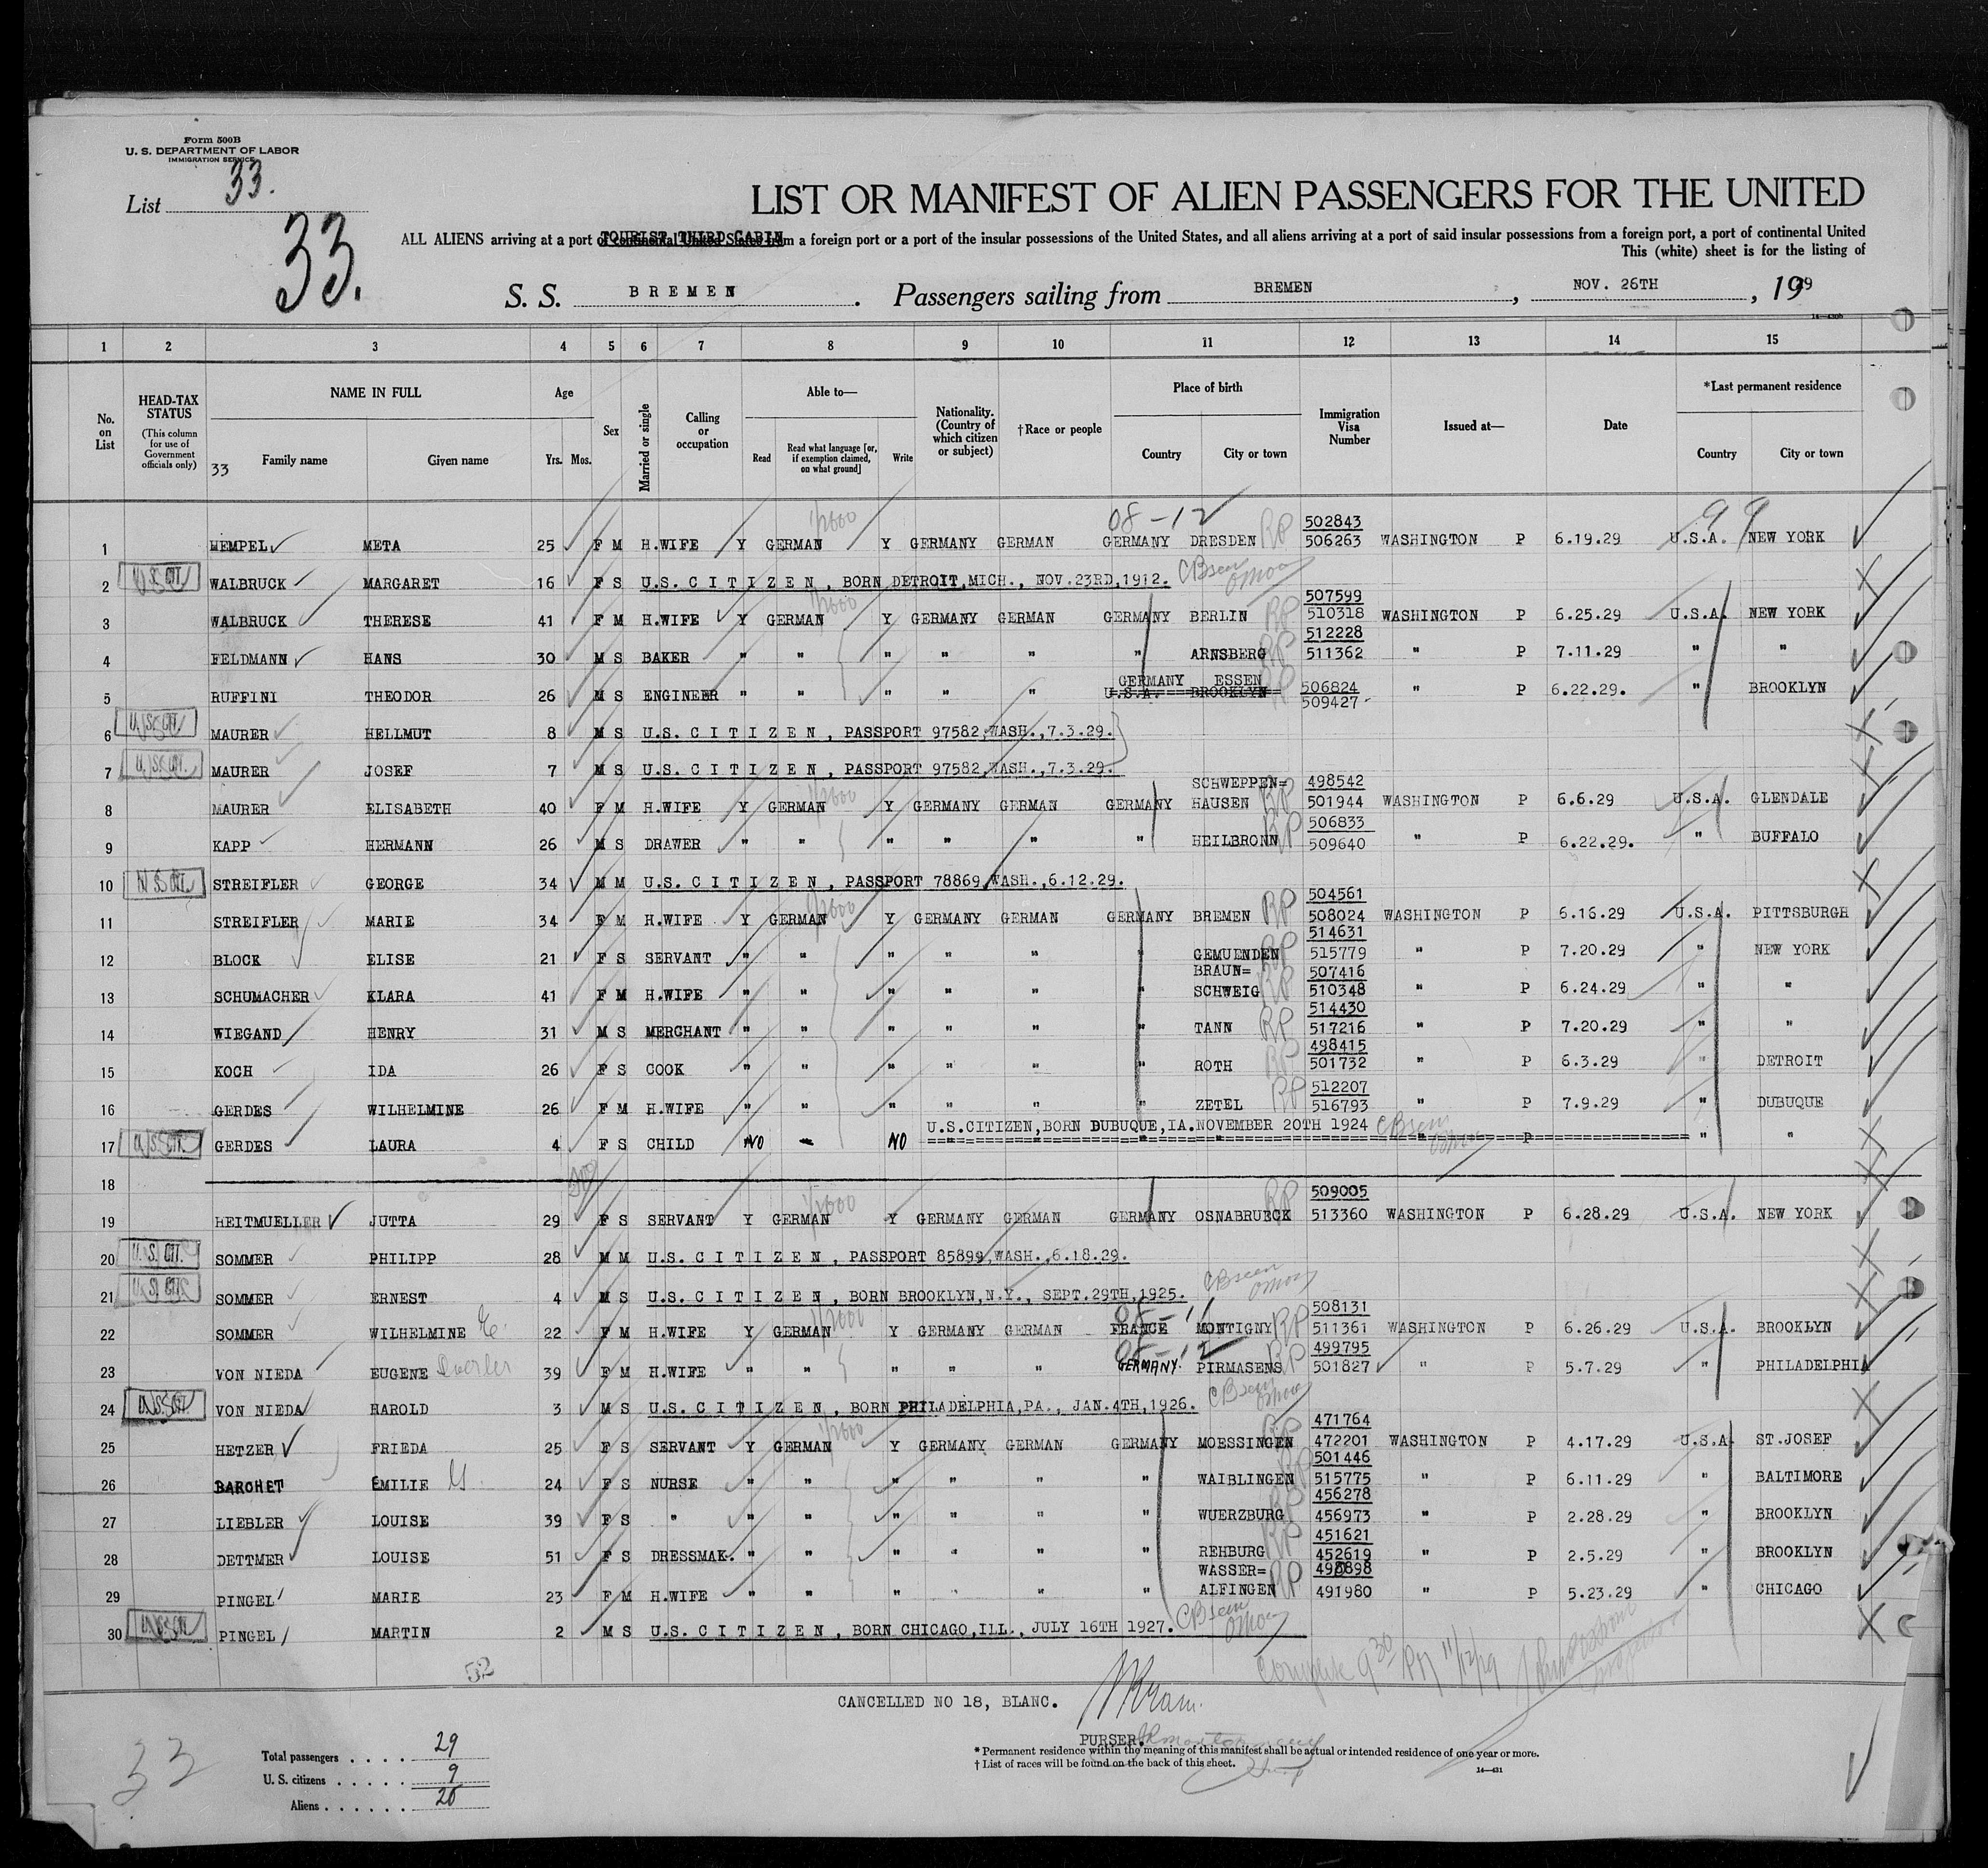 Form 500B
U. S. DEPARTMENT OF LABOR
IMMIGRATION SERVICE
List 33.
33.
LIST OR MANIFEST OF ALIEN PASSENGERS FOR THE UNITED
TOURIST THIRD CABIN
ALL ALIENS arriving at a port of continental United States from a foreign port or a port of the insular possessions of the United States, and all aliens arriving at a port of said insular possessions from a foreign port, a port of continental United
This (white) sheet is for the listing of
S. S. BREMEN. Passengers sailing from BREMEN, NOV. 26TH, 1929
1 2 3 4 5 6 7 8 9 10 11 12 13 14 15
No. on List
HEAD-TAX STATUS (This column for use of Government officials only)
NAME IN FULL
33 Family name Given name
Age Yrs. Mos.
Sex
Married or single
Calling or occupation
Able to—
Read Read what language [or, if exemption claimed, on what ground] Write
Nationality. (Country of which citizen or subject)
†Race or people
Place of birth
Country City or town
Immigration Visa Number
Issued at—
Date
*Last permanent residence
Country City or town
08-12 99
502843
1 HEMPEL META 25 F M H.WIFE Y GERMAN Y GERMANY GERMAN GERMANY DRESDEN RP 506263 WASHINGTON P 6.19.29 U.S.A. NEW YORK
2 U.S. CIT. WALBRUCK MARGARET 16 F S U.S. CITIZEN, BORN DETROIT,MICH., NOV.23RD,1912.
507599
3 WALBRUCK THERESE 41 F M H.WIFE Y GERMAN Y GERMANY GERMAN GERMANY BERLIN RP 510318 WASHINGTON P 6.25.29 U.S.A. NEW YORK
512228
4 FELDMANN HANS 30 M S BAKER " " " " " " ARNSBERG RP 511362 " P 7.11.29 " "
GERMANY ESSEN
5 RUFFINI THEODOR 26 M S ENGINEER " " " " " U.S.A. BROOKLYN RP 506824 " P 6.22.29. " BROOKLYN
509427
6 U.S. CIT. MAURER HELLMUT 8 M S U.S. CITIZEN, PASSPORT 97582,WASH.,7.3.29.
7 U.S. CIT. MAURER JOSEF 7 M S U.S. CITIZEN, PASSPORT 97582,WASH.,7.3.29.
SCHWEPPEN= 498542
8 MAURER ELISABETH 40 F M H.WIFE Y GERMAN Y GERMANY GERMAN GERMANY HAUSEN RP 501944 WASHINGTON P 6.6.29 U.S.A. GLENDALE
506833
9 KAPP HERMANN 26 M S DRAWER " " " " " " HEILBRONN RP 509640 " P 6.22.29. " BUFFALO
10 U.S. CIT. STREIFLER GEORGE 34 M M U.S. CITIZEN, PASSPORT 78869,WASH.,6.12.29.
504561
11 STREIFLER MARIE 34 F M H.WIFE Y GERMAN Y GERMANY GERMAN GERMANY BREMEN RP 508024 WASHINGTON P 6.16.29 U.S.A. PITTSBURGH
514631
12 BLOCK ELISE 21 F S SERVANT " " " " " " GEMUENDEN RP 515779 " P 7.20.29 " NEW YORK
BRAUN= 507416
13 SCHUMACHER KLARA 41 F M H.WIFE " " " " " " SCHWEIG RP 510348 " P 6.24.29 " "
514430
14 WIEGAND HENRY 31 M S MERCHANT " " " " " " TANN RP 517216 " P 7.20.29 " "
498415
15 KOCH IDA 26 F S COOK " " " " " " ROTH RP 501732 " P 6.3.29 " DETROIT
512207
16 GERDES WILHELMINE 26 F M H.WIFE " " " " " " ZETEL RP 516793 " P 7.9.29 " DUBUQUE
U.S.CITIZEN,BORN DUBUQUE,IA.NOVEMBER 20TH 1924
17 U.S. CIT. GERDES LAURA 4 F S CHILD NO - NO P " "
18
509005
19 HEITMUELLER JUTTA 29 F S SERVANT Y GERMAN Y GERMANY GERMAN GERMANY OSNABRUECK RP 513360 WASHINGTON P 6.28.29 U.S.A. NEW YORK
20 U.S. CIT. SOMMER PHILIPP 28 M M U.S. CITIZEN, PASSPORT 85899,WASH.,6.18.29.
21 U.S. CIT. SOMMER ERNEST 4 M S U.S. CITIZEN, BORN BROOKLYN,N.Y., SEPT.29TH,1925.
508131
22 SOMMER WILHELMINE E. 22 F M H.WIFE Y GERMAN Y GERMANY GERMAN FRANCE MONTIGNY RP 511361 WASHINGTON P 6.26.29 U.S.A. BROOKLYN
08-12 499795
23 VON NIEDA EUGENE 39 F M H.WIFE " " " " " GERMANY. PIRMASENS RP 501827 " P 5.7.29 " PHILADELPHIA
24 U.S. CIT. VON NIEDA HAROLD 3 M S U.S. CITIZEN, BORN PHILADELPHIA,PA., JAN.4TH,1926.
471764
25 HETZER FRIEDA 25 F S SERVANT Y GERMAN Y GERMANY GERMAN GERMANY MOESSINGEN RP 472201 WASHINGTON P 4.17.29 U.S.A. ST.JOSEF
501446
26 BARCHET EMILIE 24 F S NURSE " " " " " " WAIBLINGEN RP 515775 " P 6.11.29 " BALTIMORE
456278
27 LIEBLER LOUISE 39 F S " " " " " " " WUERZBURG RP 456973 " P 2.28.29 " BROOKLYN
451621
28 DETTMER LOUISE 51 F S DRESSMAK. " " " " " " REHBURG RP 452619 " P 2.5.29 " BROOKLYN
WASSER=
29 PINGEL MARIE 23 F M H.WIFE " " " " " " ALFINGEN RP 491980 " P 5.23.29 " CHICAGO
30 U.S. CIT. PINGEL MARTIN 2 M S U.S. CITIZEN, BORN CHICAGO,ILL., JULY 16TH 1927.
52
CANCELLED NO 18, BLANC.
PURSER.
33
Total passengers . . . . . 29
U. S. citizens . . . . . . 9
Aliens . . . . . . . 20
* Permanent residence within the meaning of this manifest shall be actual or intended residence of one year or more.
† List of races will be found on the back of this sheet.
14—431